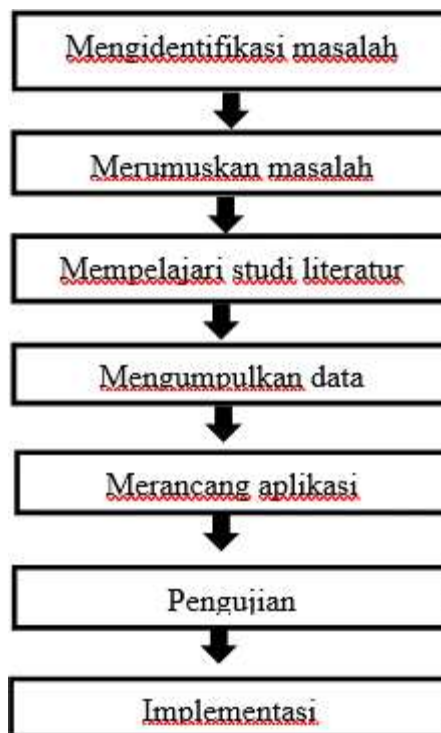 Mengidentifikasi masalah
Merumuskan masalah
Mempelajari studi literatur
Mengumpulkan data
Merancang aplikasi
Pengujian
Implementasi